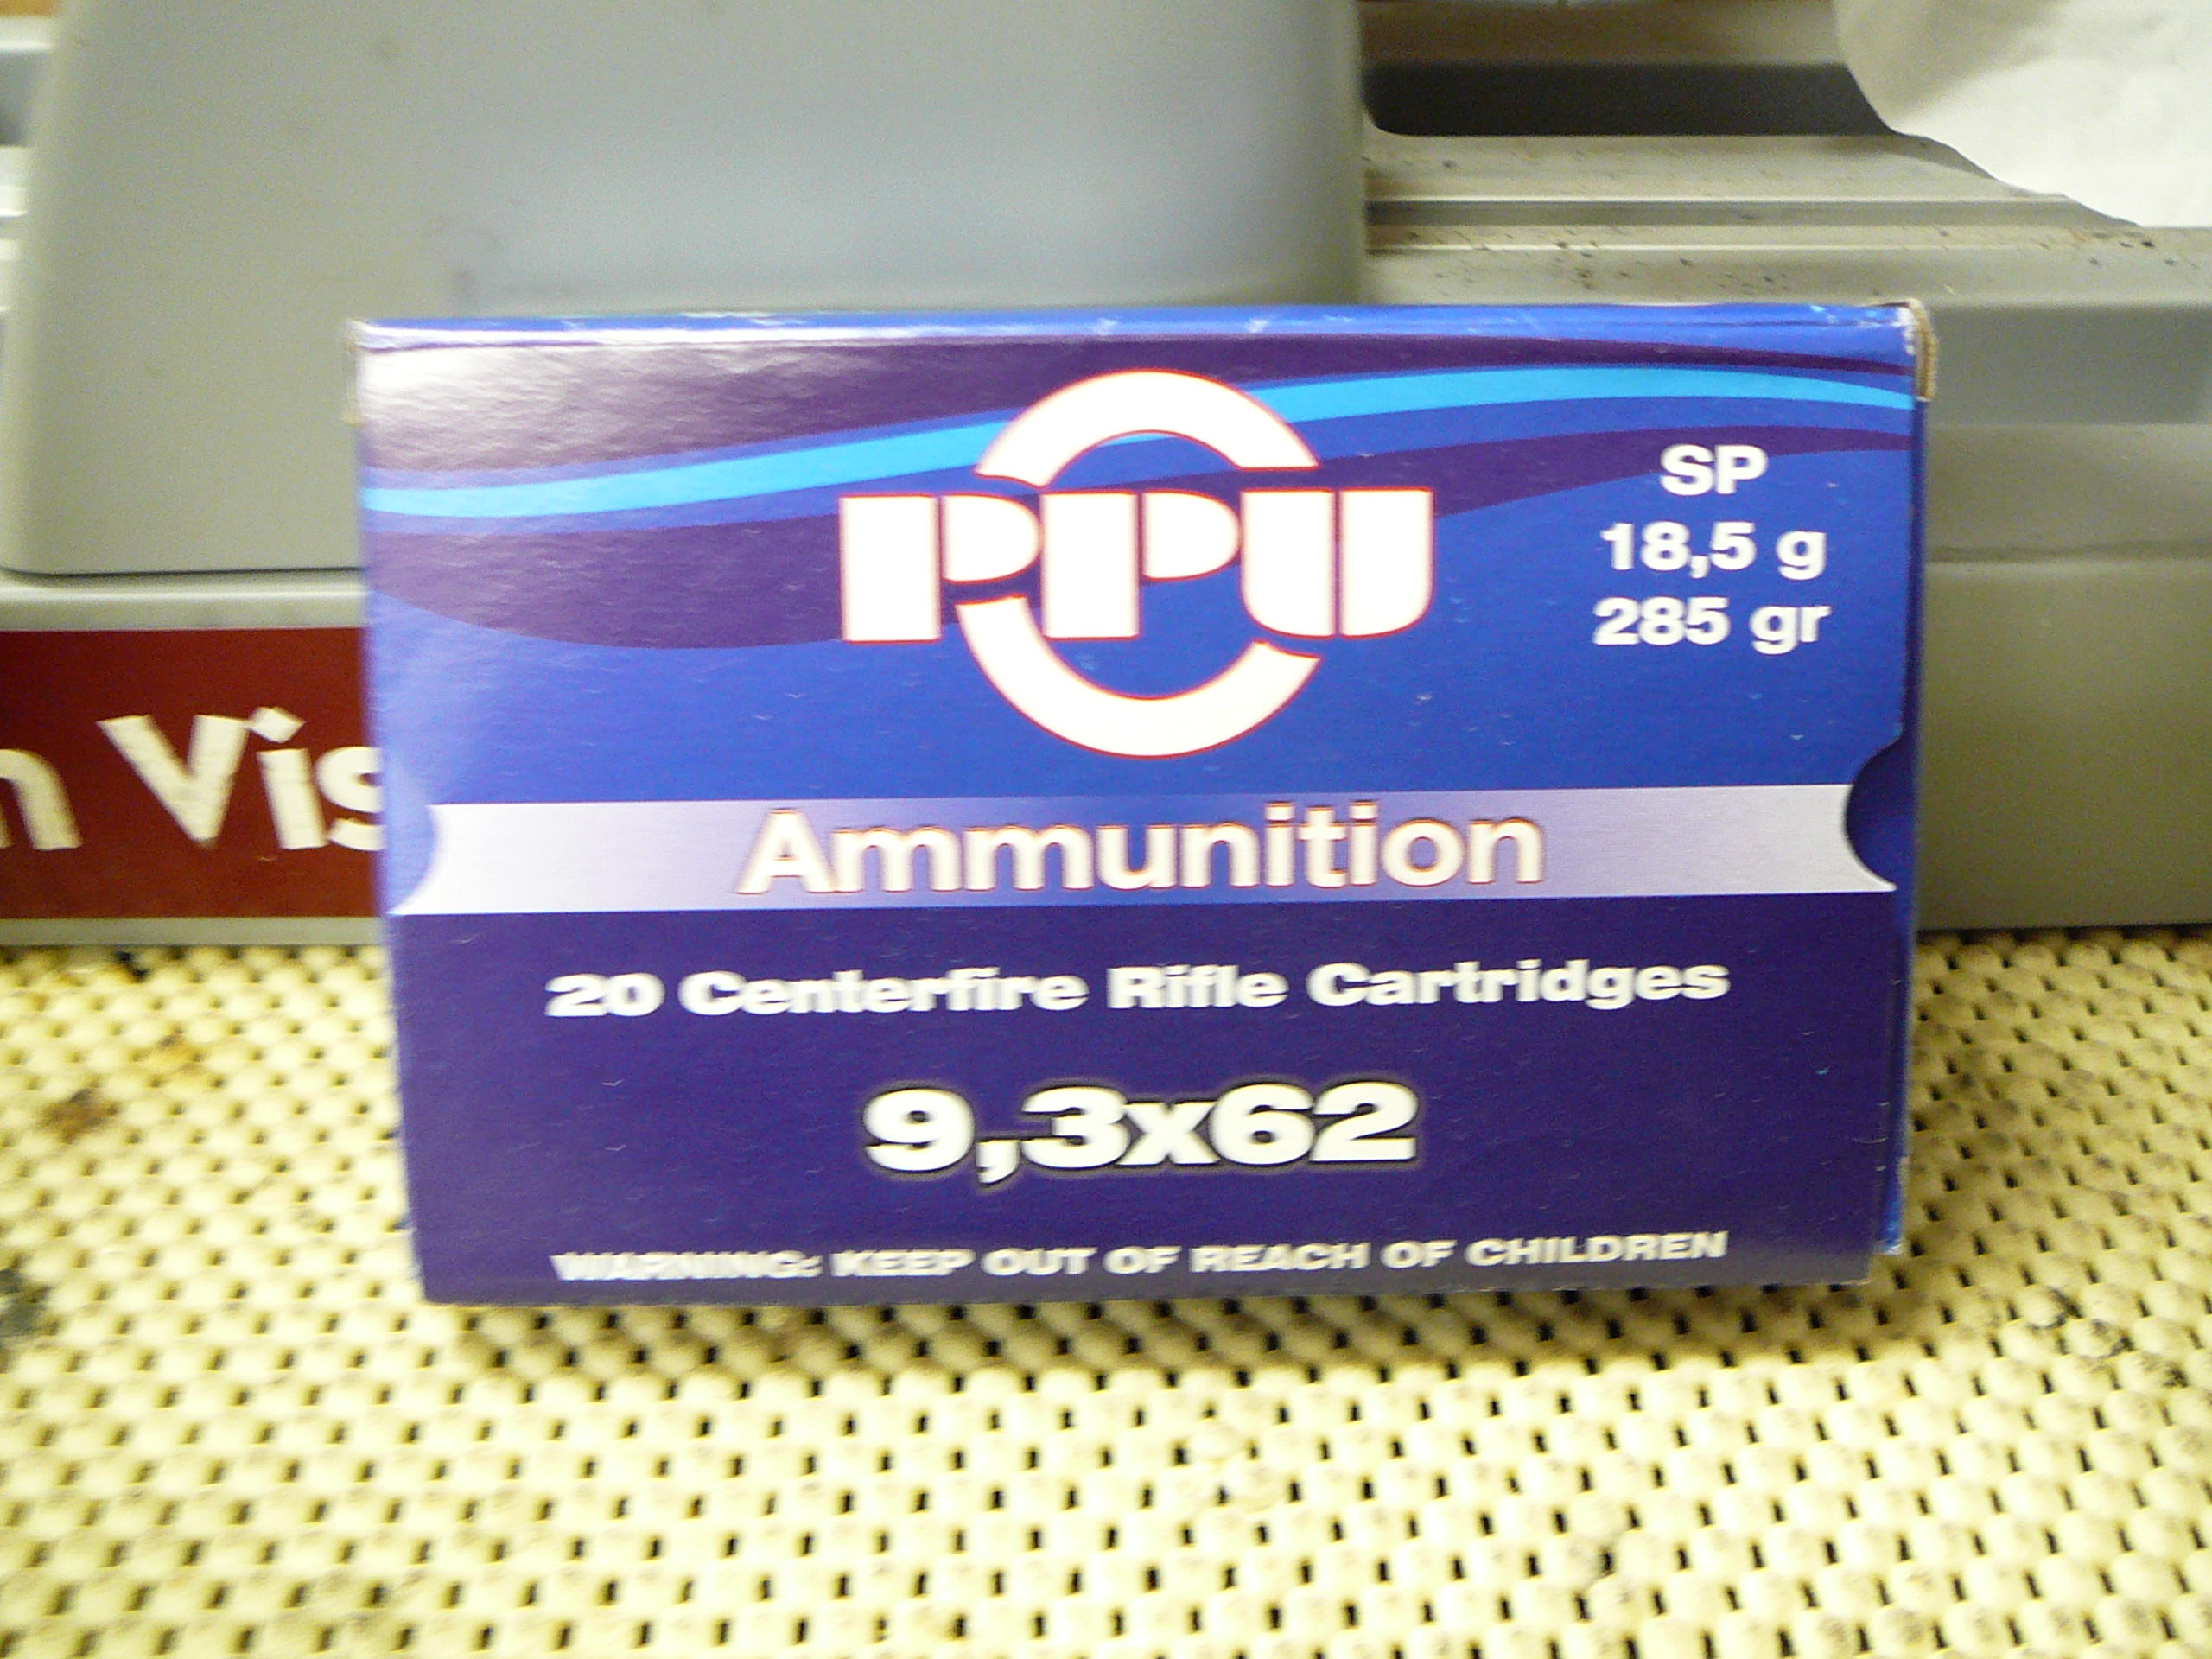 PPU
SP
18,5 g
285 gr
n Vis
Ammunition
20 Centerfire Rifle Cartridges
9,3x62
WARNING: KEEP OUT OF REACH OF CHILDREN